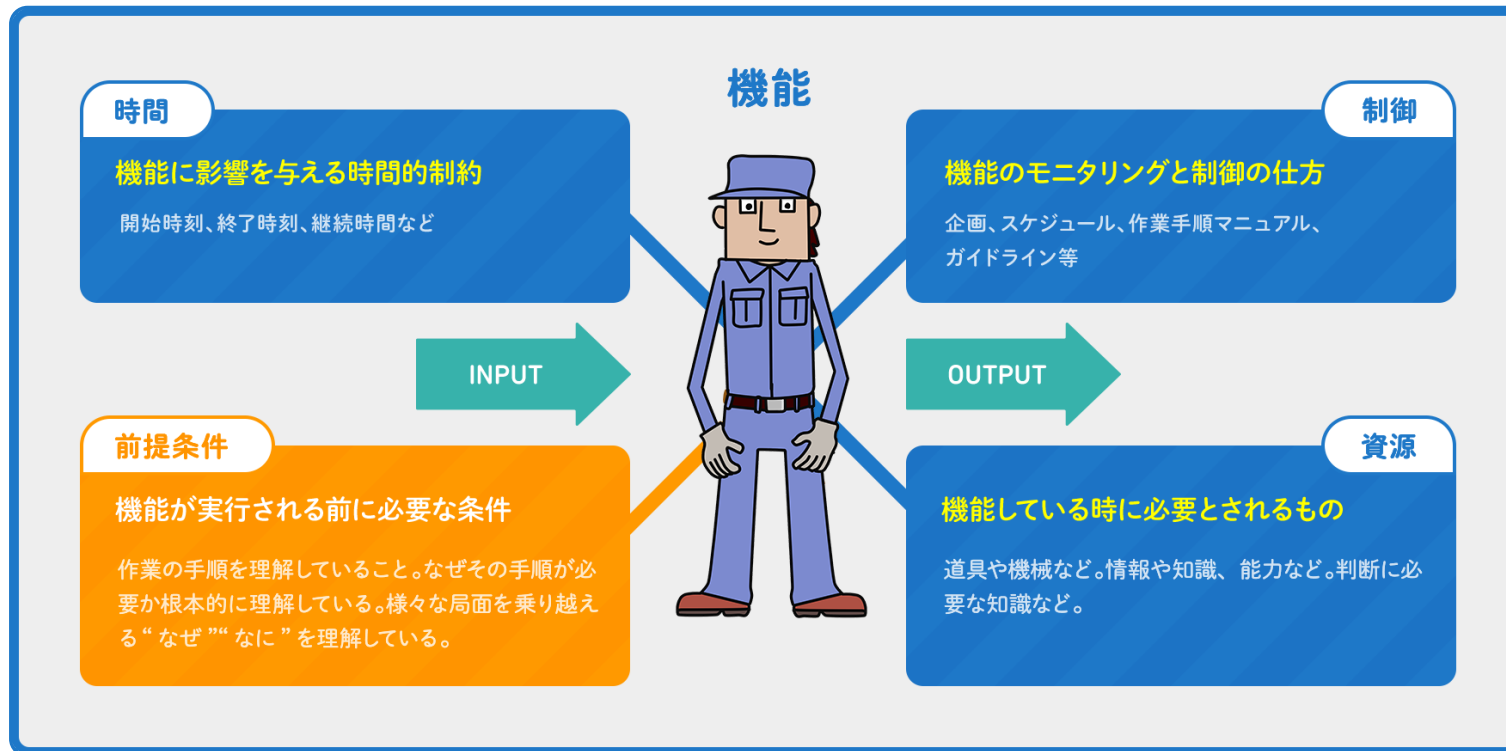 機能
時間
機能に影響を与える時間的制約
開始時刻、終了時刻、継続時間など
制御
機能のモニタリングと制御の仕方
企画、スケジュール、作業手順マニュアル、
ガイドライン等
INPUT
OUTPUT
前提条件
機能が実行される前に必要な条件
作業の手順を理解していること。なぜその手順が必
要か根本的に理解している。様々な局面を乗り越え
る“なぜ”“なに”を理解している。
資源
機能している時に必要とされるもの
道具や機械など。情報や知識、能力など。判断に必
要な知識など。